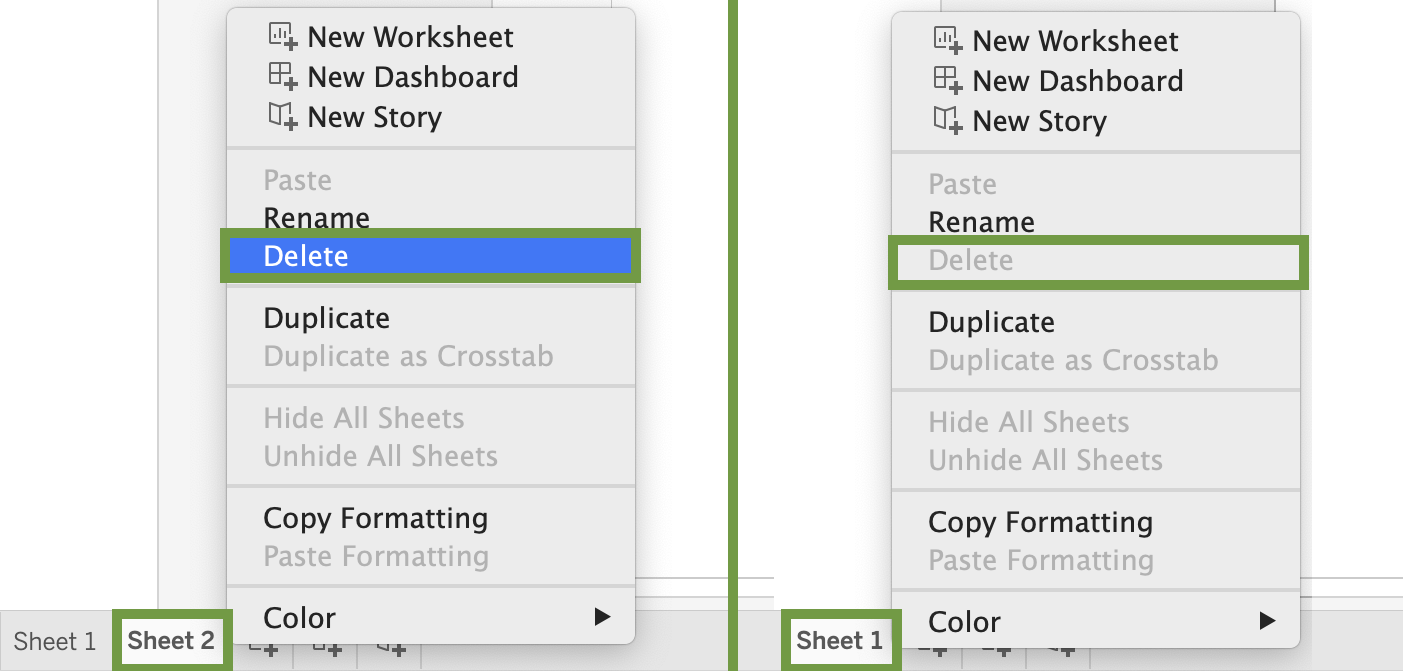 New Worksheet
New Dashboard
New Story
Paste
Rename
Delete
Duplicate
Duplicate as Crosstab
Hide All Sheets
Unhide All Sheets
Copy Formatting
Paste Formatting
Color
Sheet 1 Sheet 2
New Worksheet
New Dashboard
New Story
Paste
Rename
Delete
Duplicate
Duplicate as Crosstab
Hide All Sheets
Unhide All Sheets
Copy Formatting
Paste Formatting
Color
Sheet 1